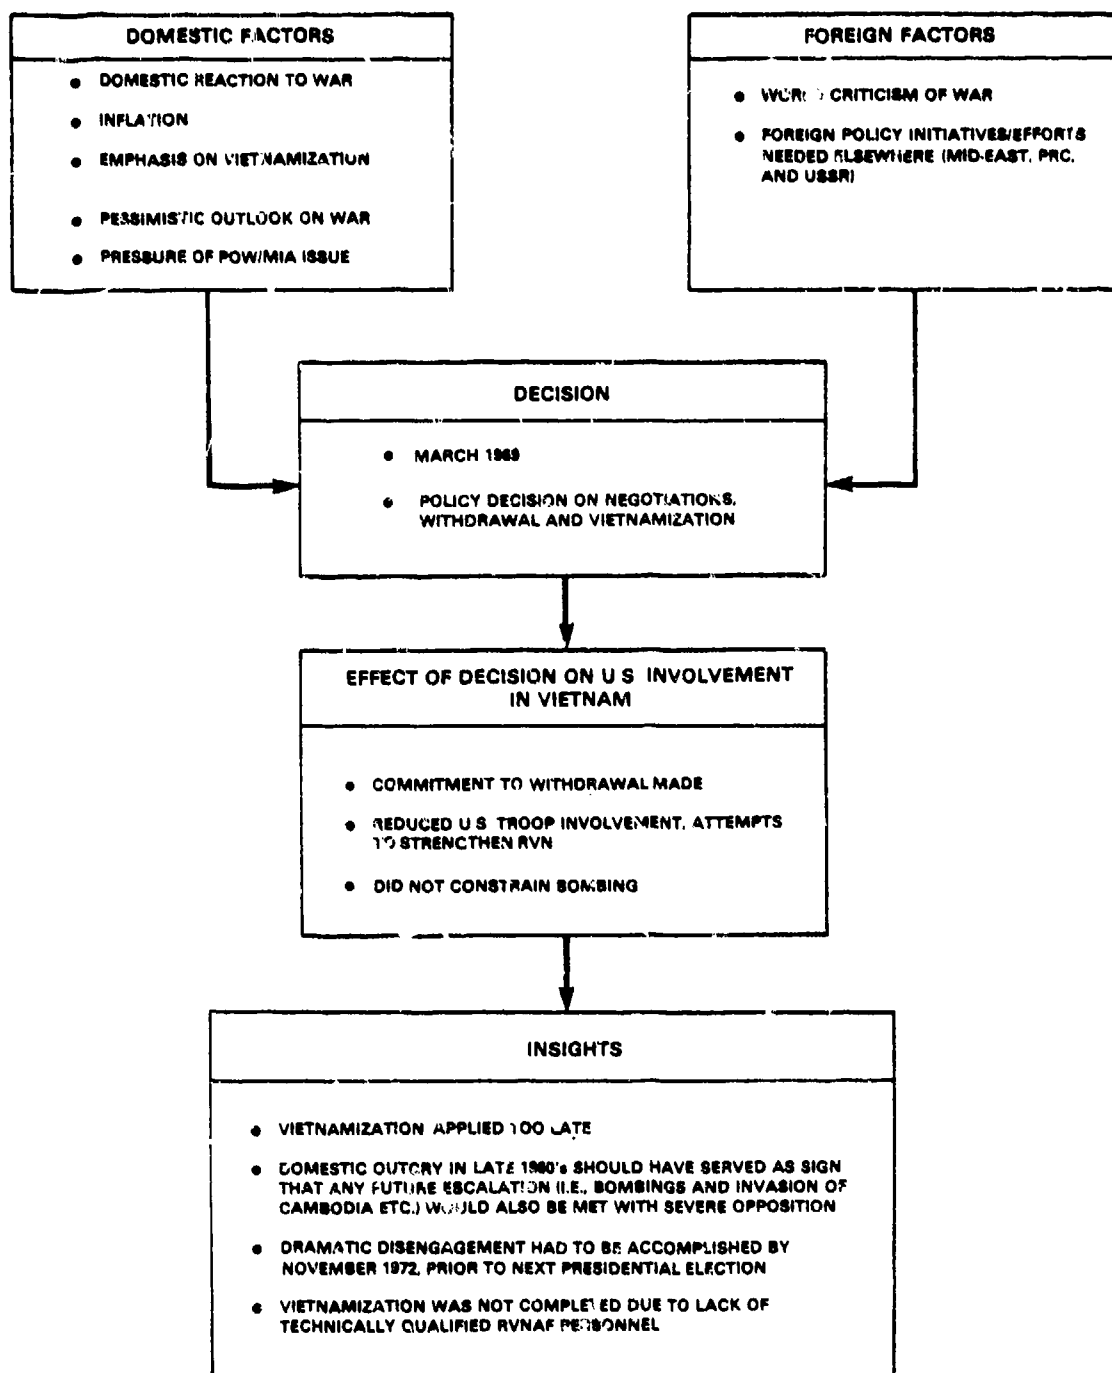 DOMESTIC FACTORS
• DOMESTIC REACTION TO WAR
• INFLATION
• EMPHASIS ON VIETNAMIZATION
• PESSIMISTIC OUTLOOK ON WAR
• PRESSURE OF POW/MIA ISSUE
FOREIGN FACTORS
• WORLD CRITICISM OF WAR
• FOREIGN POLICY INITIATIVES/EFFORTS
NEEDED ELSEWHERE (MID-EAST, PRC,
AND USSR)
DECISION
• MARCH 1969
• POLICY DECISION ON NEGOTIATIONS,
WITHDRAWAL AND VIETNAMIZATION
EFFECT OF DECISION ON U S INVOLVEMENT
IN VIETNAM
• COMMITMENT TO WITHDRAWAL MADE
• REDUCED U.S. TROOP INVOLVEMENT, ATTEMPTS
TO STRENGTHEN RVN
• DID NOT CONSTRAIN BOMBING
INSIGHTS
• VIETNAMIZATION APPLIED TOO LATE
• DOMESTIC OUTCRY IN LATE 1960's SHOULD HAVE SERVED AS SIGN
THAT ANY FUTURE ESCALATION (I.E., BOMBINGS AND INVASION OF
CAMBODIA ETC.) WOULD ALSO BE MET WITH SEVERE OPPOSITION
• DRAMATIC DISENGAGEMENT HAD TO BE ACCOMPLISHED BY
NOVEMBER 1972, PRIOR TO NEXT PRESIDENTIAL ELECTION
• VIETNAMIZATION WAS NOT COMPLETED DUE TO LACK OF
TECHNICALLY QUALIFIED RVNAF PERSONNEL